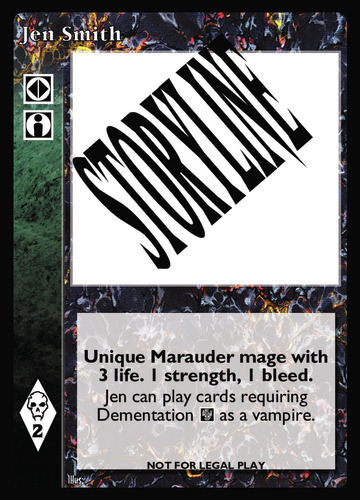 Jen Smith
STORYLINE
Unique Marauder mage with
3 life. 1 strength, 1 bleed.
Jen can play cards requiring
Dementation as a vampire.
2
NOT FOR LEGAL PLAY
Illus: